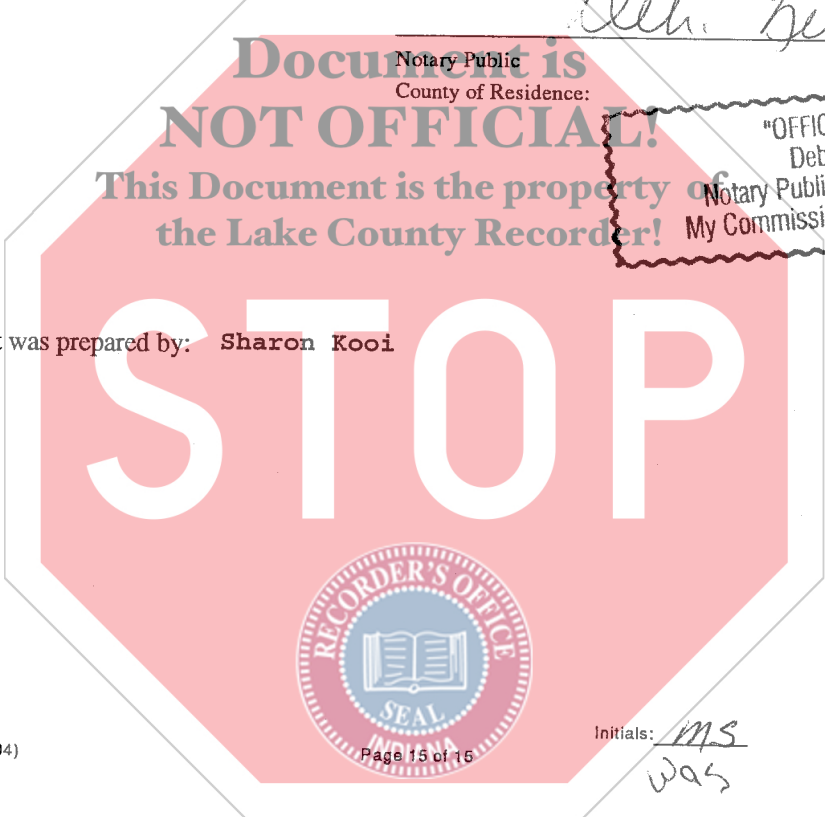 Document is
Notary Public
County of Residence:
NOT OFFICIAL!
"OFFIC
Deb
This Document is the property of
Notary Publi
the Lake County Recorder!
My Commissi
t was prepared by: Sharon Kooi
STOP
RECORDER'S OFFICE
SEAL
INDIANA
Initials: MS
04)
Page 15 of 15
was